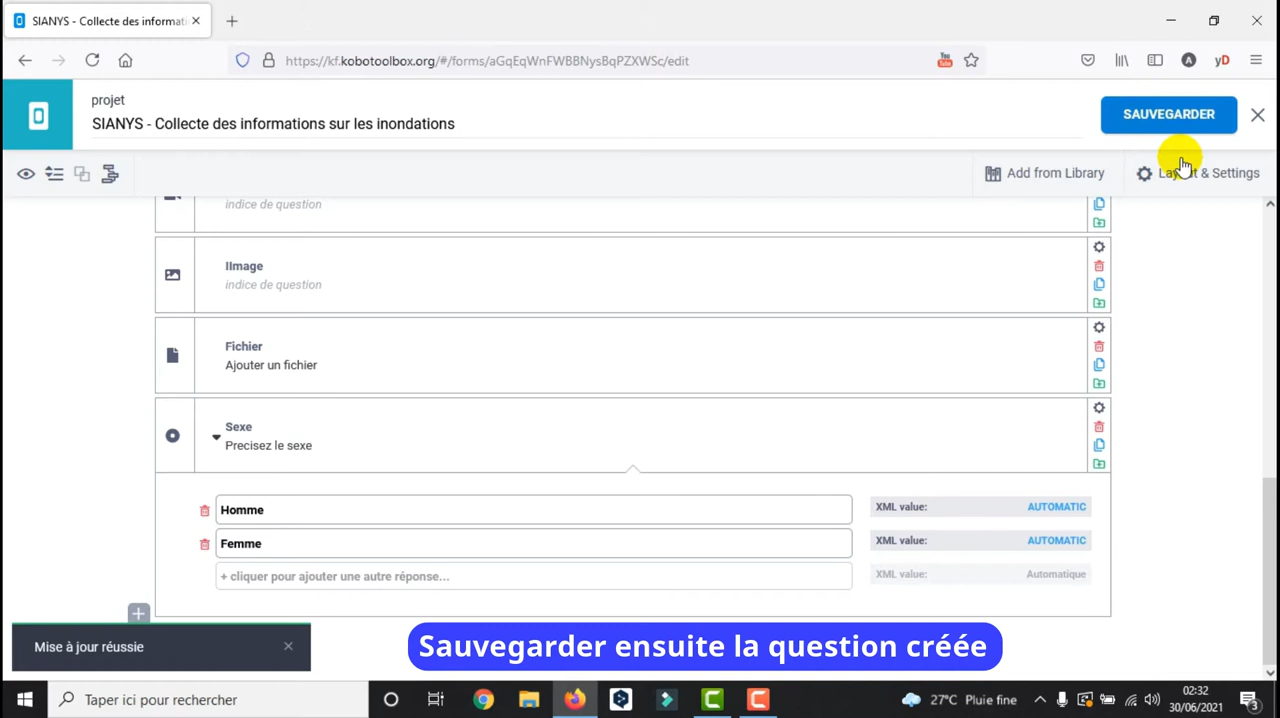 SIANYS - Collecte des informati
https://kf.kobotoolbox.org/#/forms/aGqEqWnFWBBNysBqPZXWSc/edit
projet
SIANYS - Collecte des informations sur les inondations
SAUVEGARDER
Add from Library
Layout & Settings
indice de question
IImage
indice de question
Fichier
Ajouter un fichier
Sexe
Precisez le sexe
Homme
XML value: AUTOMATIC
Femme
XML value: AUTOMATIC
+ cliquer pour ajouter une autre réponse...
XML value: Automatique
Mise à jour réussie
Sauvegarder ensuite la question créée
Taper ici pour rechercher
27°C Pluie fine
02:32
30/06/2021
3